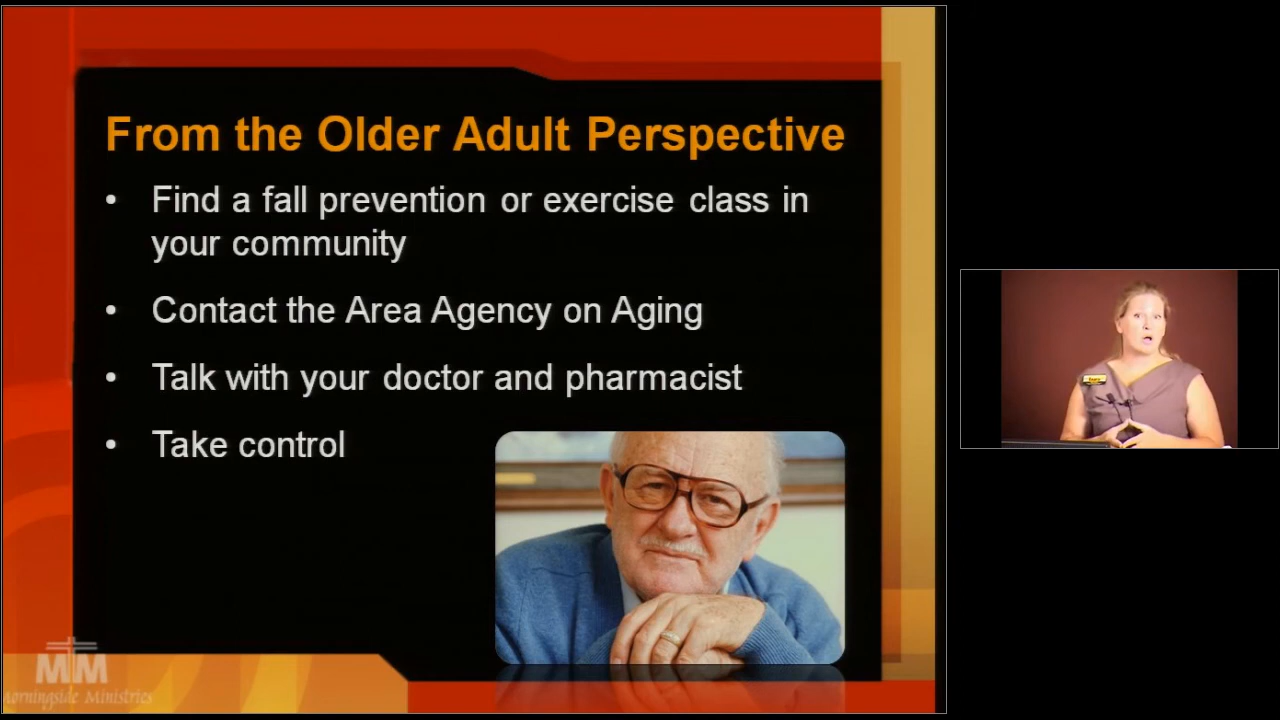 From the Older Adult Perspective
• Find a fall prevention or exercise class in
your community
• Contact the Area Agency on Aging
• Talk with your doctor and pharmacist
• Take control
MM
Morningside Ministries